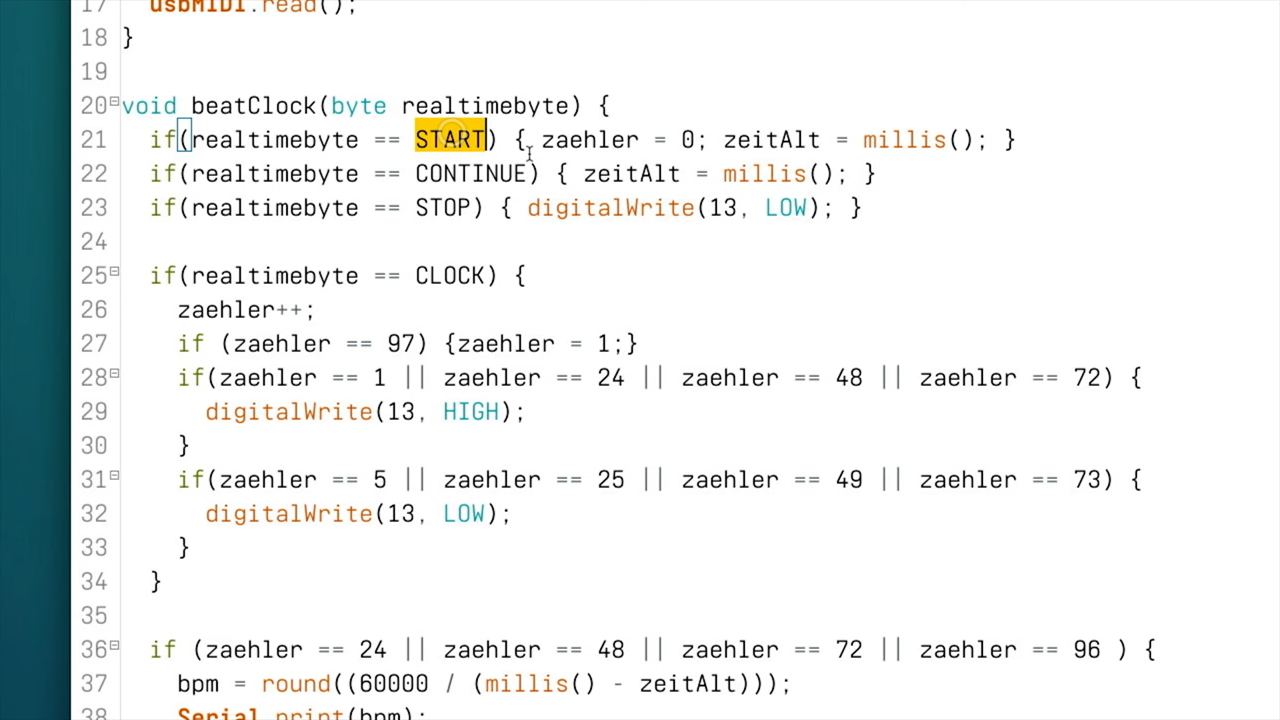 17 usbMIDI.read();
18 }
19
20 void beatClock(byte realtimebyte) {
21 if(realtimebyte == START) { zaehler = 0; zeitAlt = millis(); }
22 if(realtimebyte == CONTINUE) { zeitAlt = millis(); }
23 if(realtimebyte == STOP) { digitalWrite(13, LOW); }
24
25 if(realtimebyte == CLOCK) {
26 zaehler++;
27 if (zaehler == 97) {zaehler = 1;}
28 if(zaehler == 1 || zaehler == 24 || zaehler == 48 || zaehler == 72) {
29 digitalWrite(13, HIGH);
30 }
31 if(zaehler == 5 || zaehler == 25 || zaehler == 49 || zaehler == 73) {
32 digitalWrite(13, LOW);
33 }
34 }
35
36 if (zaehler == 24 || zaehler == 48 || zaehler == 72 || zaehler == 96 ) {
37 bpm = round((60000 / (millis() - zeitAlt)));
38 Serial.print(bpm);